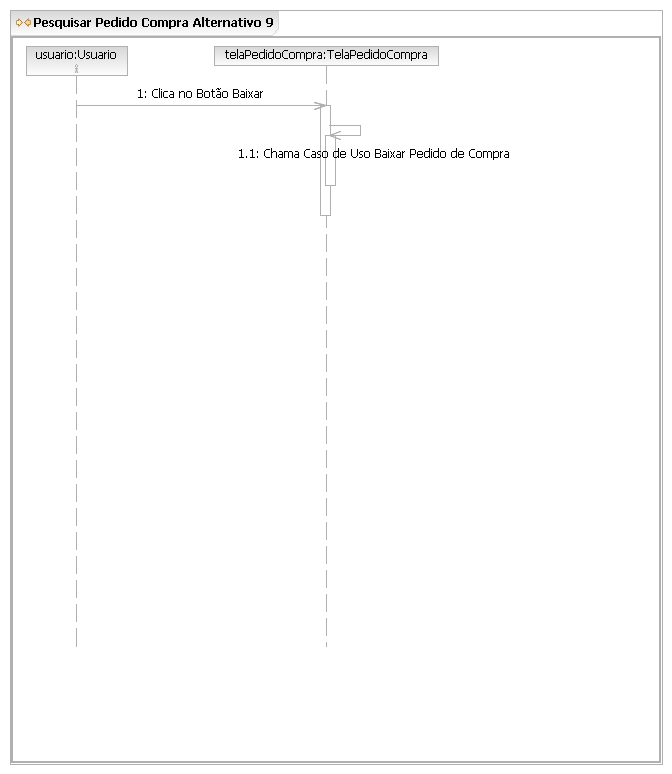 Pesquisar Pedido Compra Alternativo 9
usuario:Usuario
telaPedidoCompra:TelaPedidoCompra
1: Clica no Botão Baixar
1.1: Chama Caso de Uso Baixar Pedido de Compra